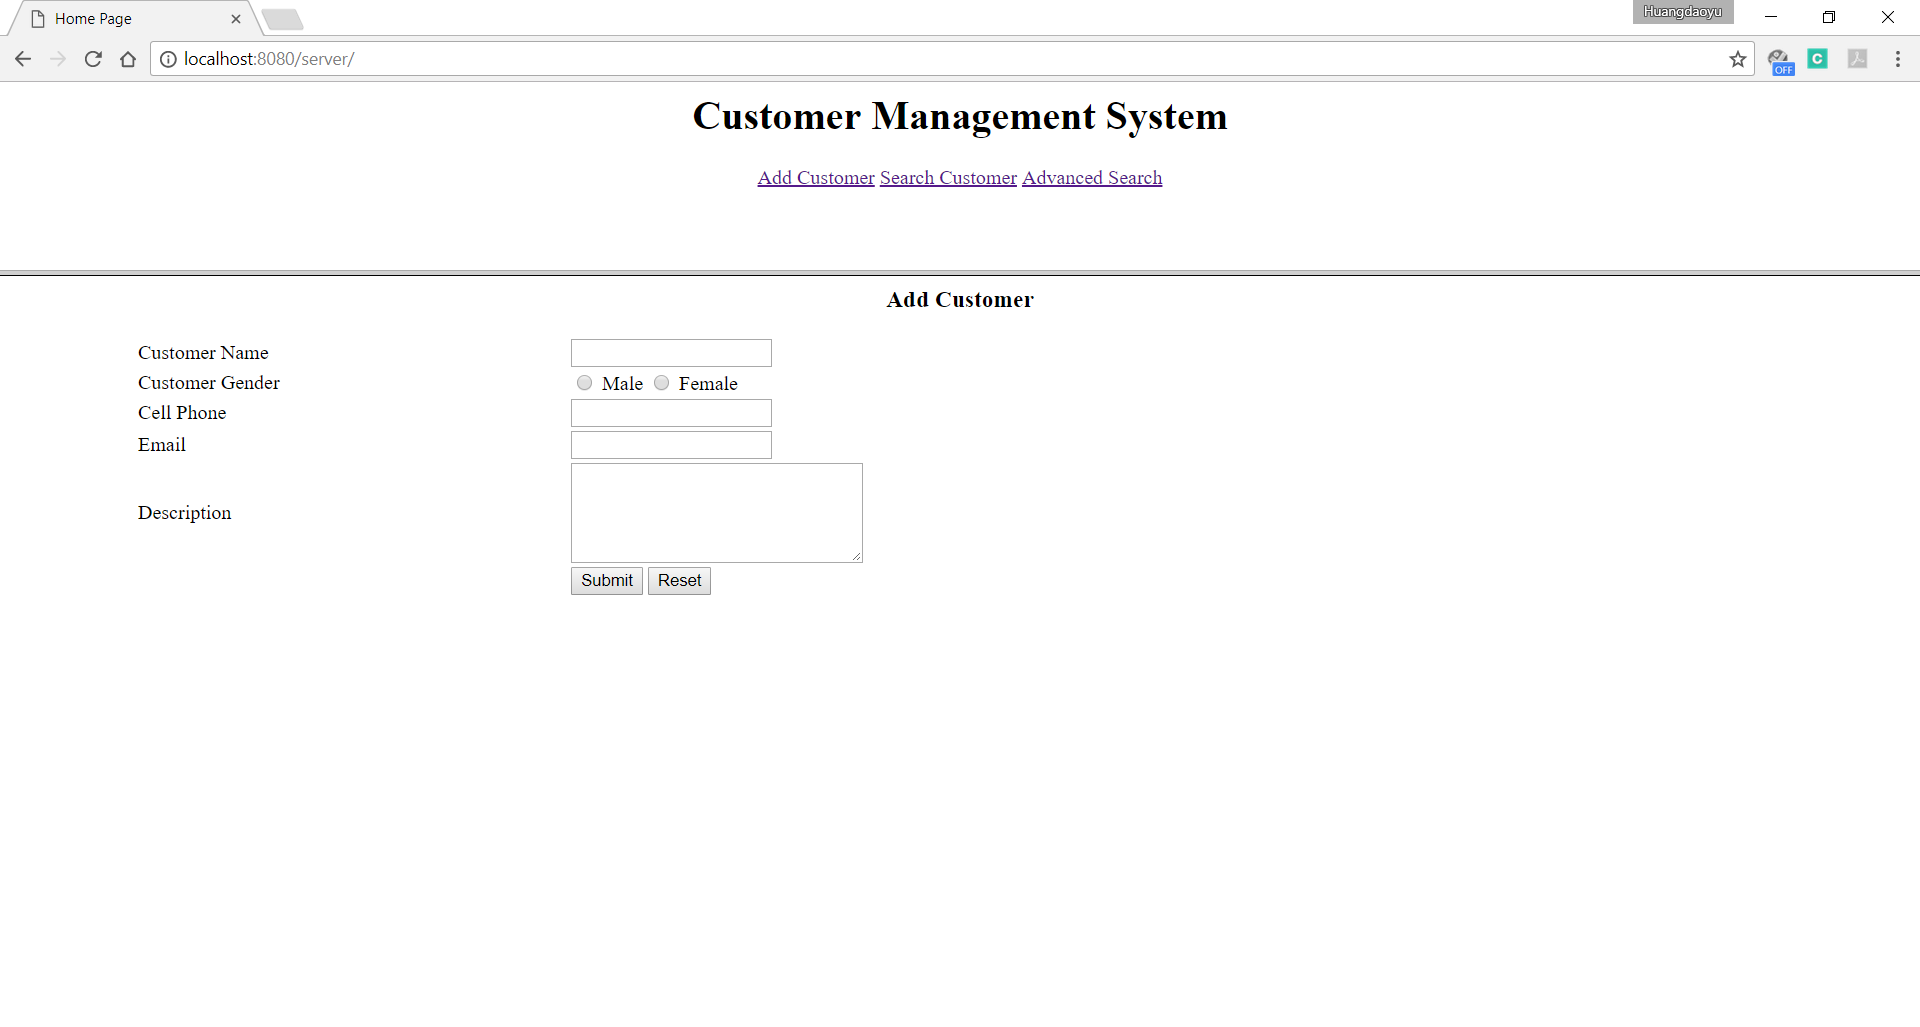 Home Page
Huangdaoyu
localhost:8080/server/
OFF
C
Customer Management System
Add Customer Search Customer Advanced Search
Add Customer
Customer Name
Customer Gender Male Female
Cell Phone
Email
Description
Submit Reset